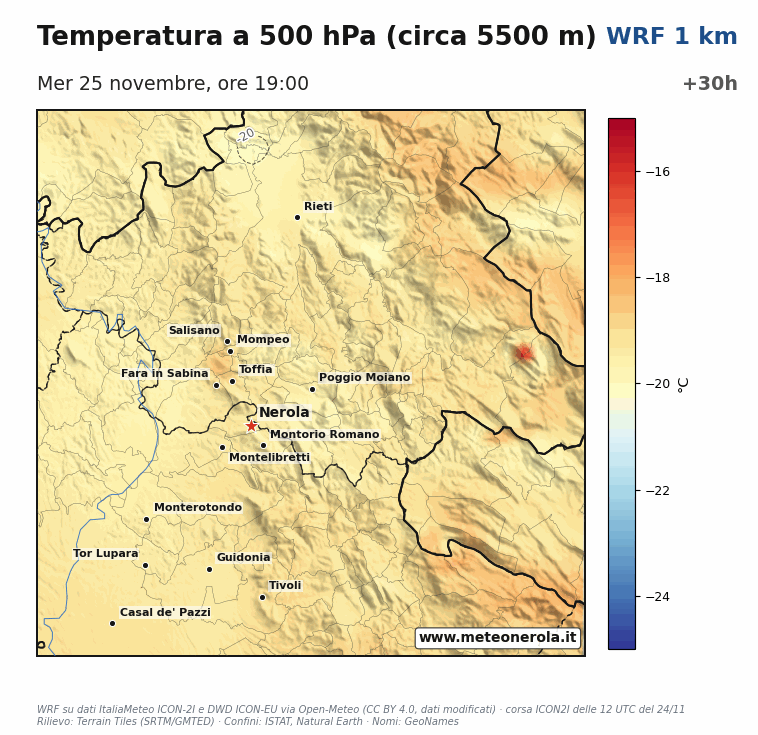 Temperatura a 500 hPa (circa 5500 m) WRF 1 km
Mer 25 novembre, ore 19:00 +30h
-20
Rieti
Salisano
Mompeo
Fara in Sabina
Toffia
Poggio Moiano
Nerola
Montorio Romano
Montelibretti
Monterotondo
Tor Lupara
Guidonia
Tivoli
Casal de' Pazzi
www.meteonerola.it
−16
−18
−20
−22
−24
°C
WRF su dati ItaliaMeteo ICON-2I e DWD ICON-EU via Open-Meteo (CC BY 4.0, dati modificati) · corsa ICON2I delle 12 UTC del 24/11
Rilievo: Terrain Tiles (SRTM/GMTED) · Confini: ISTAT, Natural Earth · Nomi: GeoNames